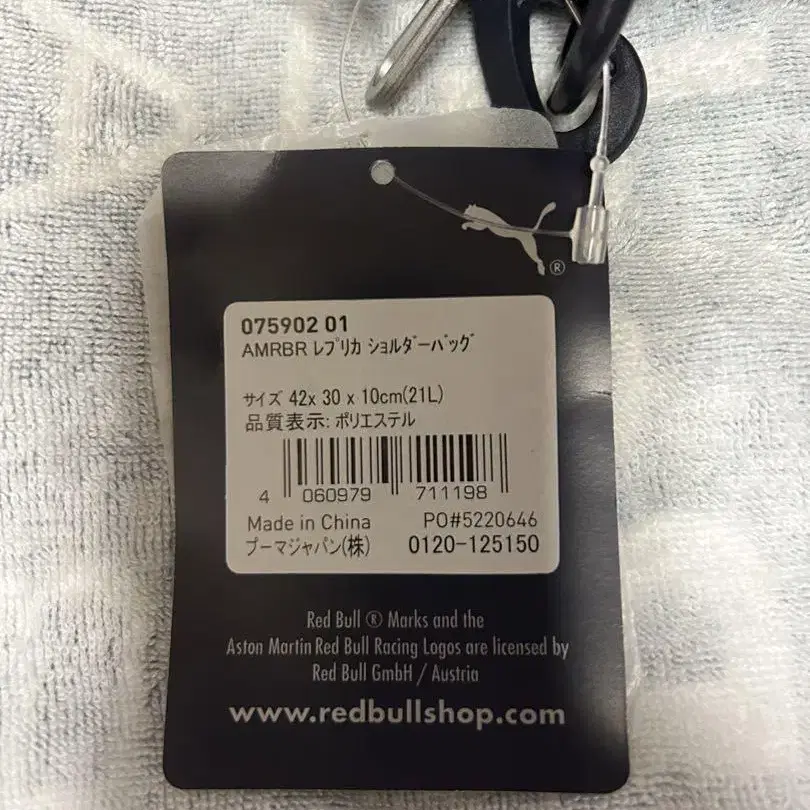 ®
075902 01
AMRBR レプリカ ショルダーバッグ
サイズ 42x 30 x 10cm(21L)
品質表示: ポリエステル
4 060979 711198
Made in China PO#5220646
プーマジャパン(株) 0120-125150
Red Bull ® Marks and the
Aston Martin Red Bull Racing Logos are licensed by
Red Bull GmbH / Austria
www.redbullshop.com